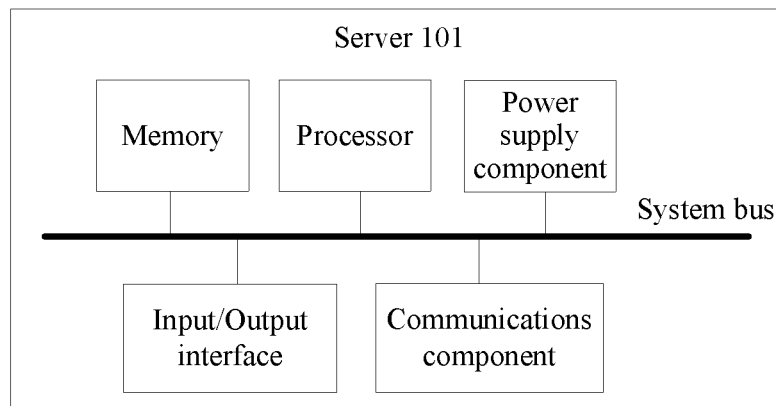 Server 101
Memory
Processor
Power
supply
component
System bus
Input/Output
interface
Communications
component